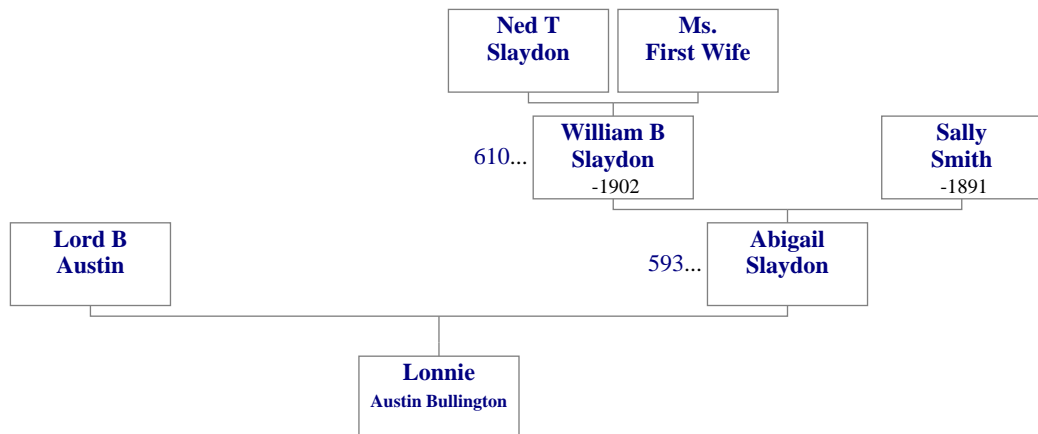 Ned T
Slaydon
Ms.
First Wife
610...
William B
Slaydon
-1902
Sally
Smith
-1891
Lord B
Austin
593...
Abigail
Slaydon
Lonnie
Austin Bullington